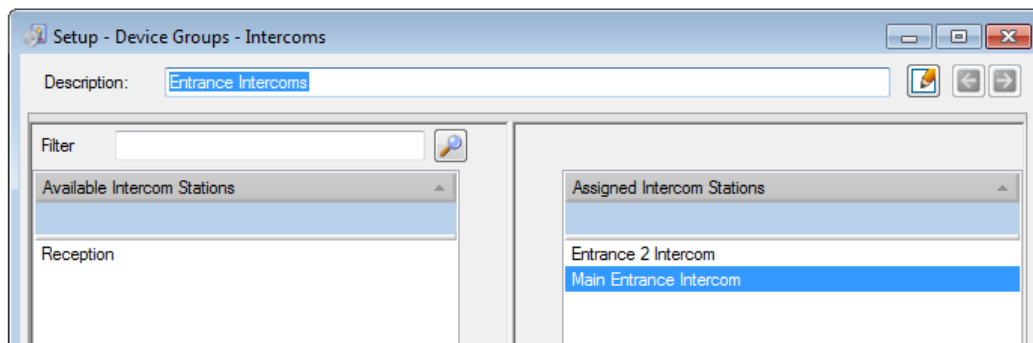 Setup - Device Groups - Intercoms
Description: Entrance Intercoms
Filter
Available Intercom Stations
Reception
Assigned Intercom Stations
Entrance 2 Intercom
Main Entrance Intercom